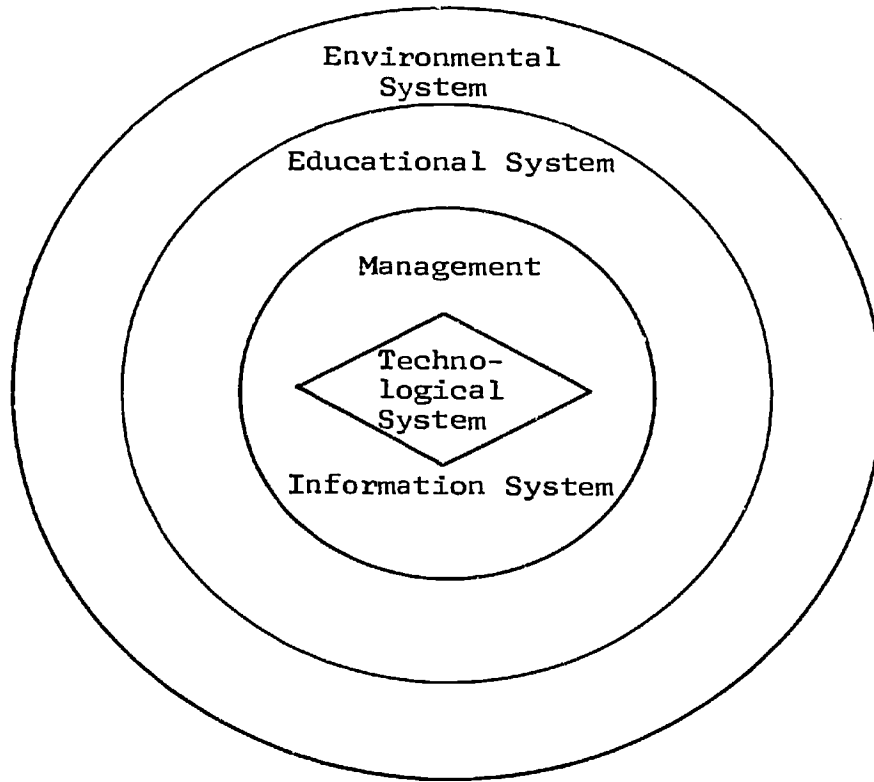 Environmental
System
Educational System
Management
Techno-
logical
System
Information System